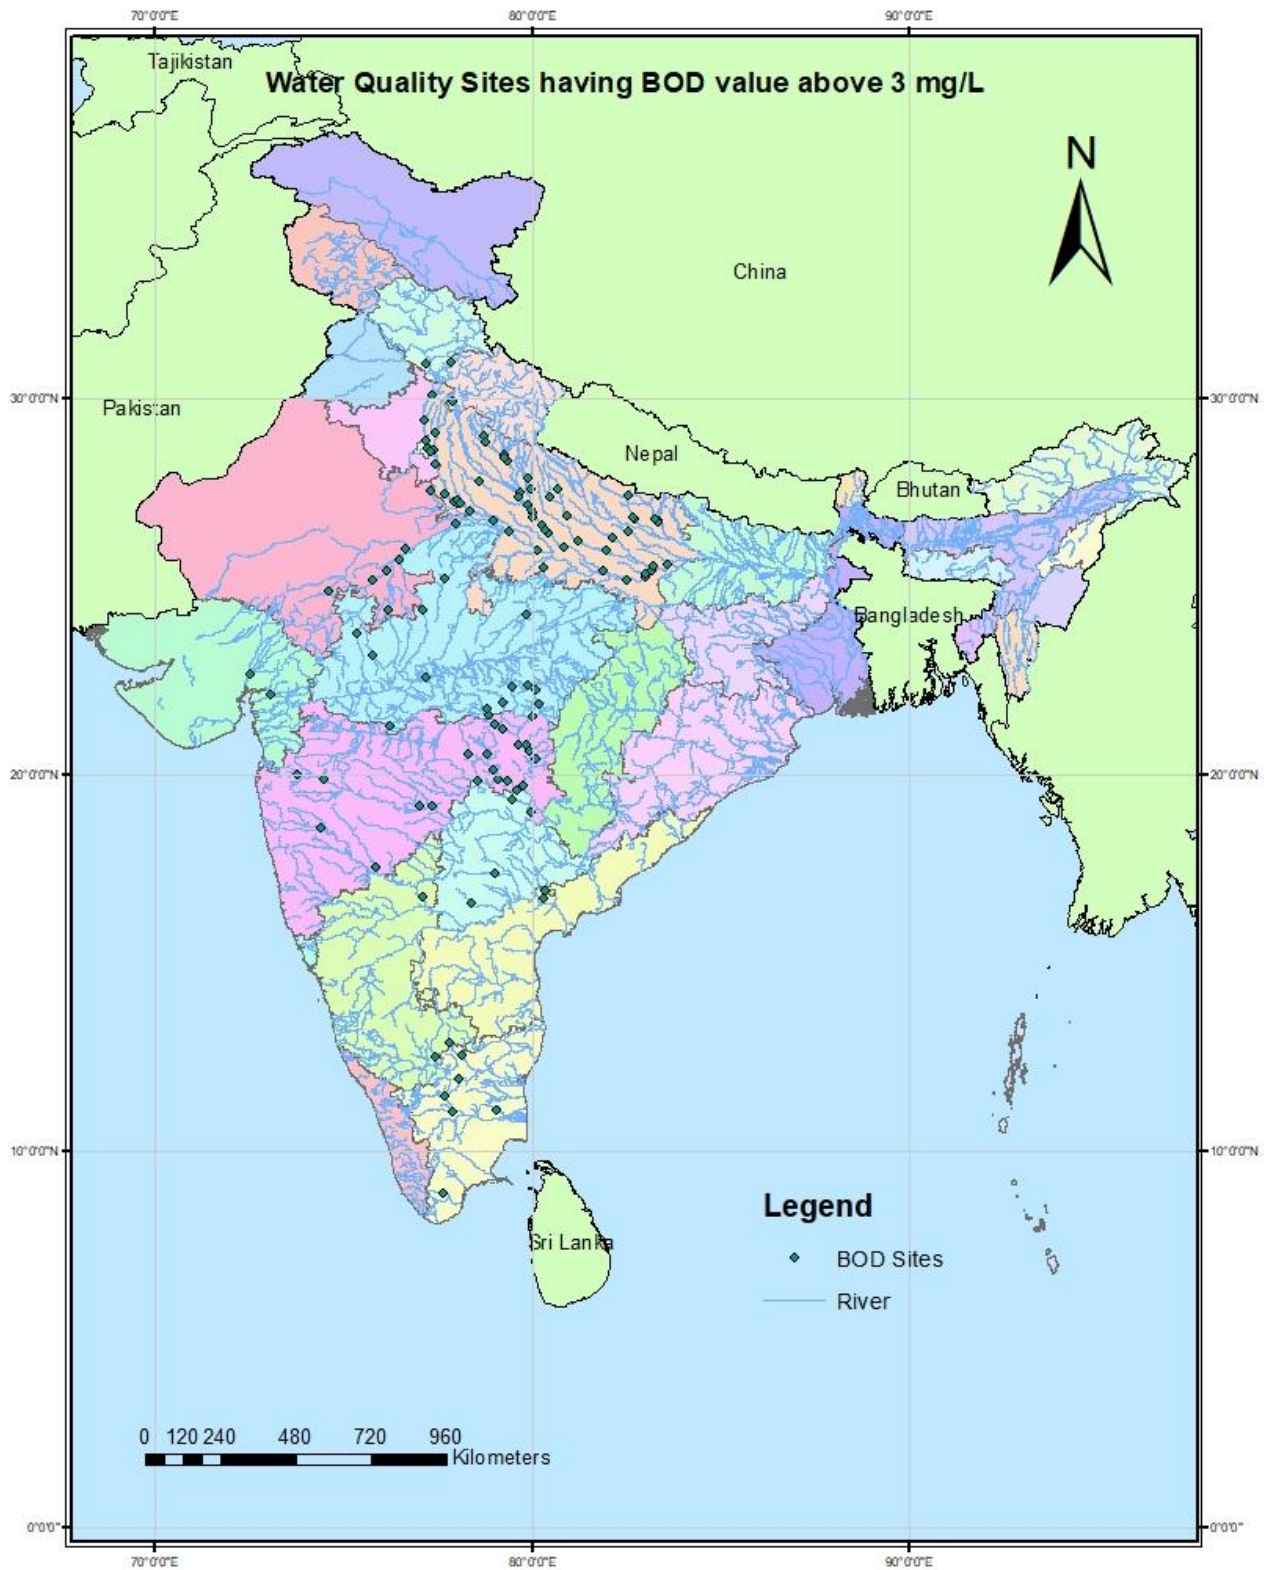 70°0'0"E 80°0'0"E 90°0'0"E
Tajikistan
Water Quality Sites having BOD value above 3 mg/L
N
China
30°0'0"N 30°0'0"N
Pakistan
Nepal
Bhutan
Bangladesh
20°0'0"N 20°0'0"N
10°0'0"N 10°0'0"N
Legend
Sri Lanka
BOD Sites
River
0 120 240 480 720 960
Kilometers
0°0'0" 0°0'0"
70°0'0"E 80°0'0"E 90°0'0"E